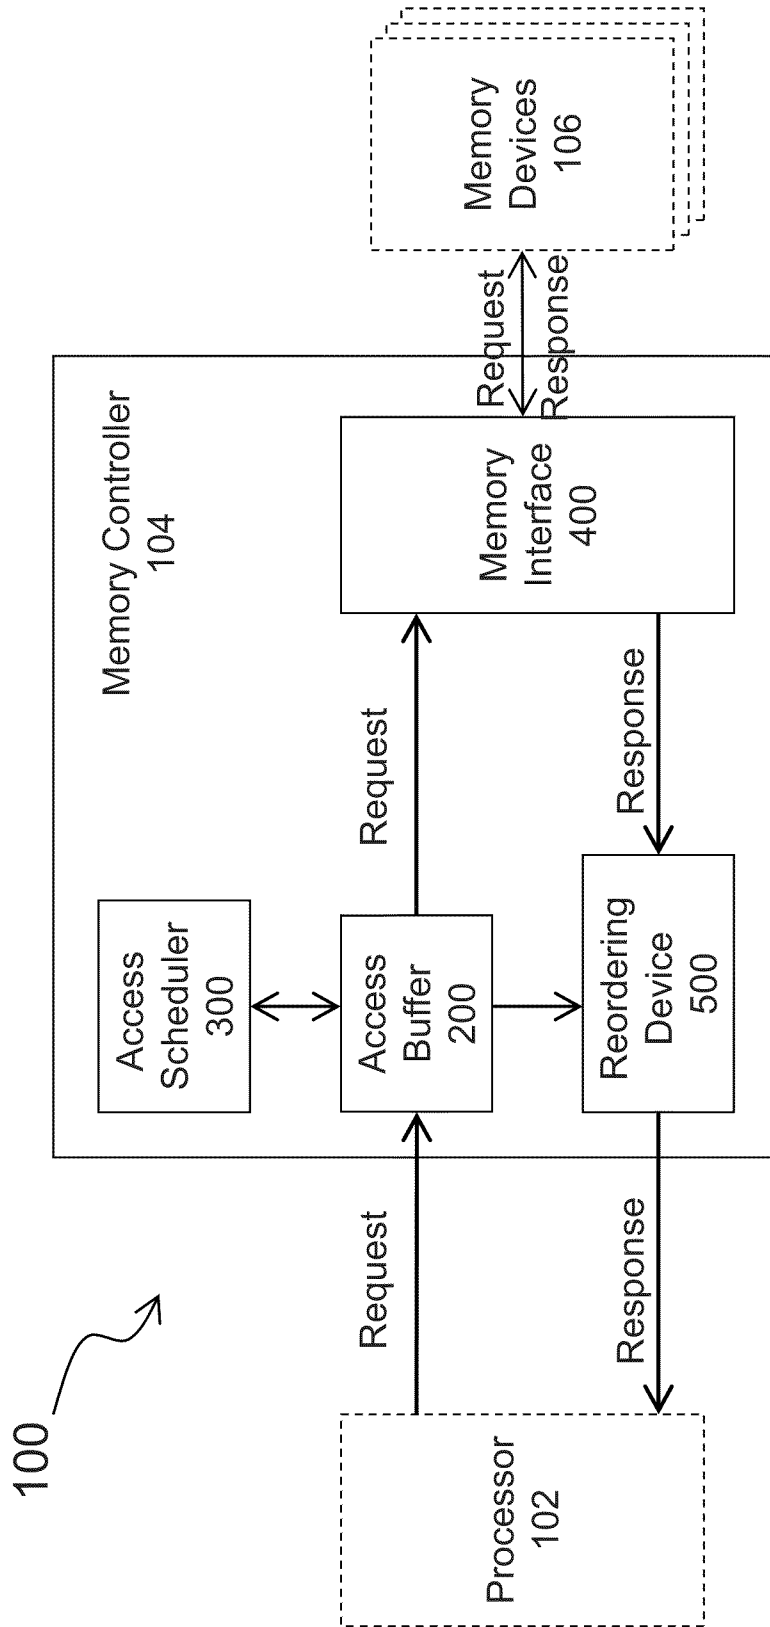 100
Memory Controller
104
Access
Scheduler
300
Processor
102
Request
Access
Buffer
200
Request
Memory
Interface
400
Request
Response
Memory
Devices
106
Response
Reordering
Device
500
Response